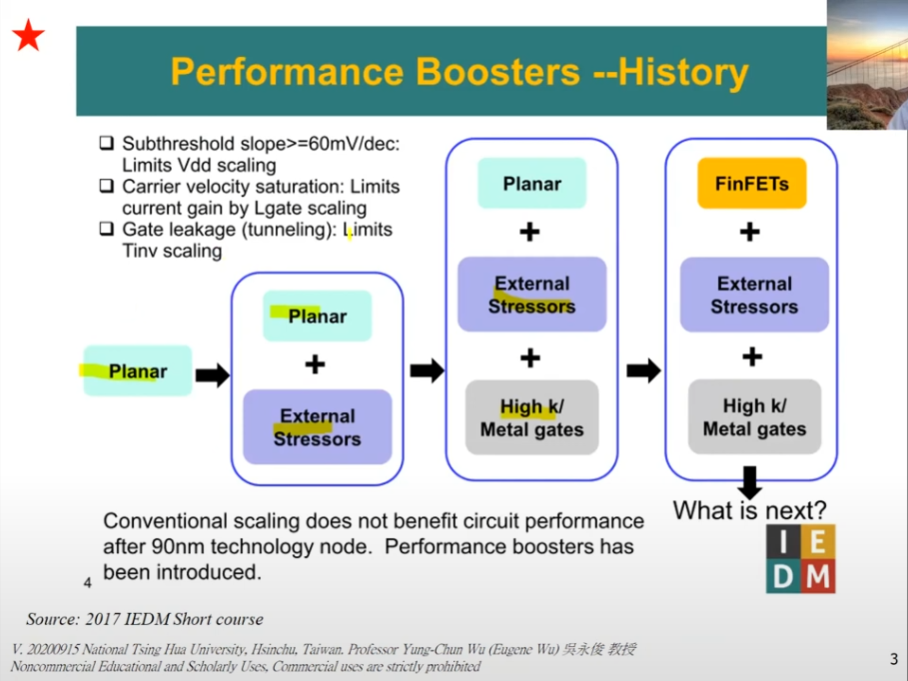 Performance Boosters --History
❑ Subthreshold slope>=60mV/dec:
Limits Vdd scaling
❑ Carrier velocity saturation: Limits
current gain by Lgate scaling
❑ Gate leakage (tunneling): Limits
Tinv scaling
Planar
Planar
+
External
Stressors
Planar
+
External
Stressors
+
High k/
Metal gates
FinFETs
+
External
Stressors
+
High k/
Metal gates
What is next?
I E
D M
Conventional scaling does not benefit circuit performance
after 90nm technology node. Performance boosters has
been introduced.
4
Source: 2017 IEDM Short course
V. 20200915 National Tsing Hua University, Hsinchu, Taiwan. Professor Yung-Chun Wu (Eugene Wu) 吳永俊 教授
Noncommercial Educational and Scholarly Uses, Commercial uses are strictly prohibited
3